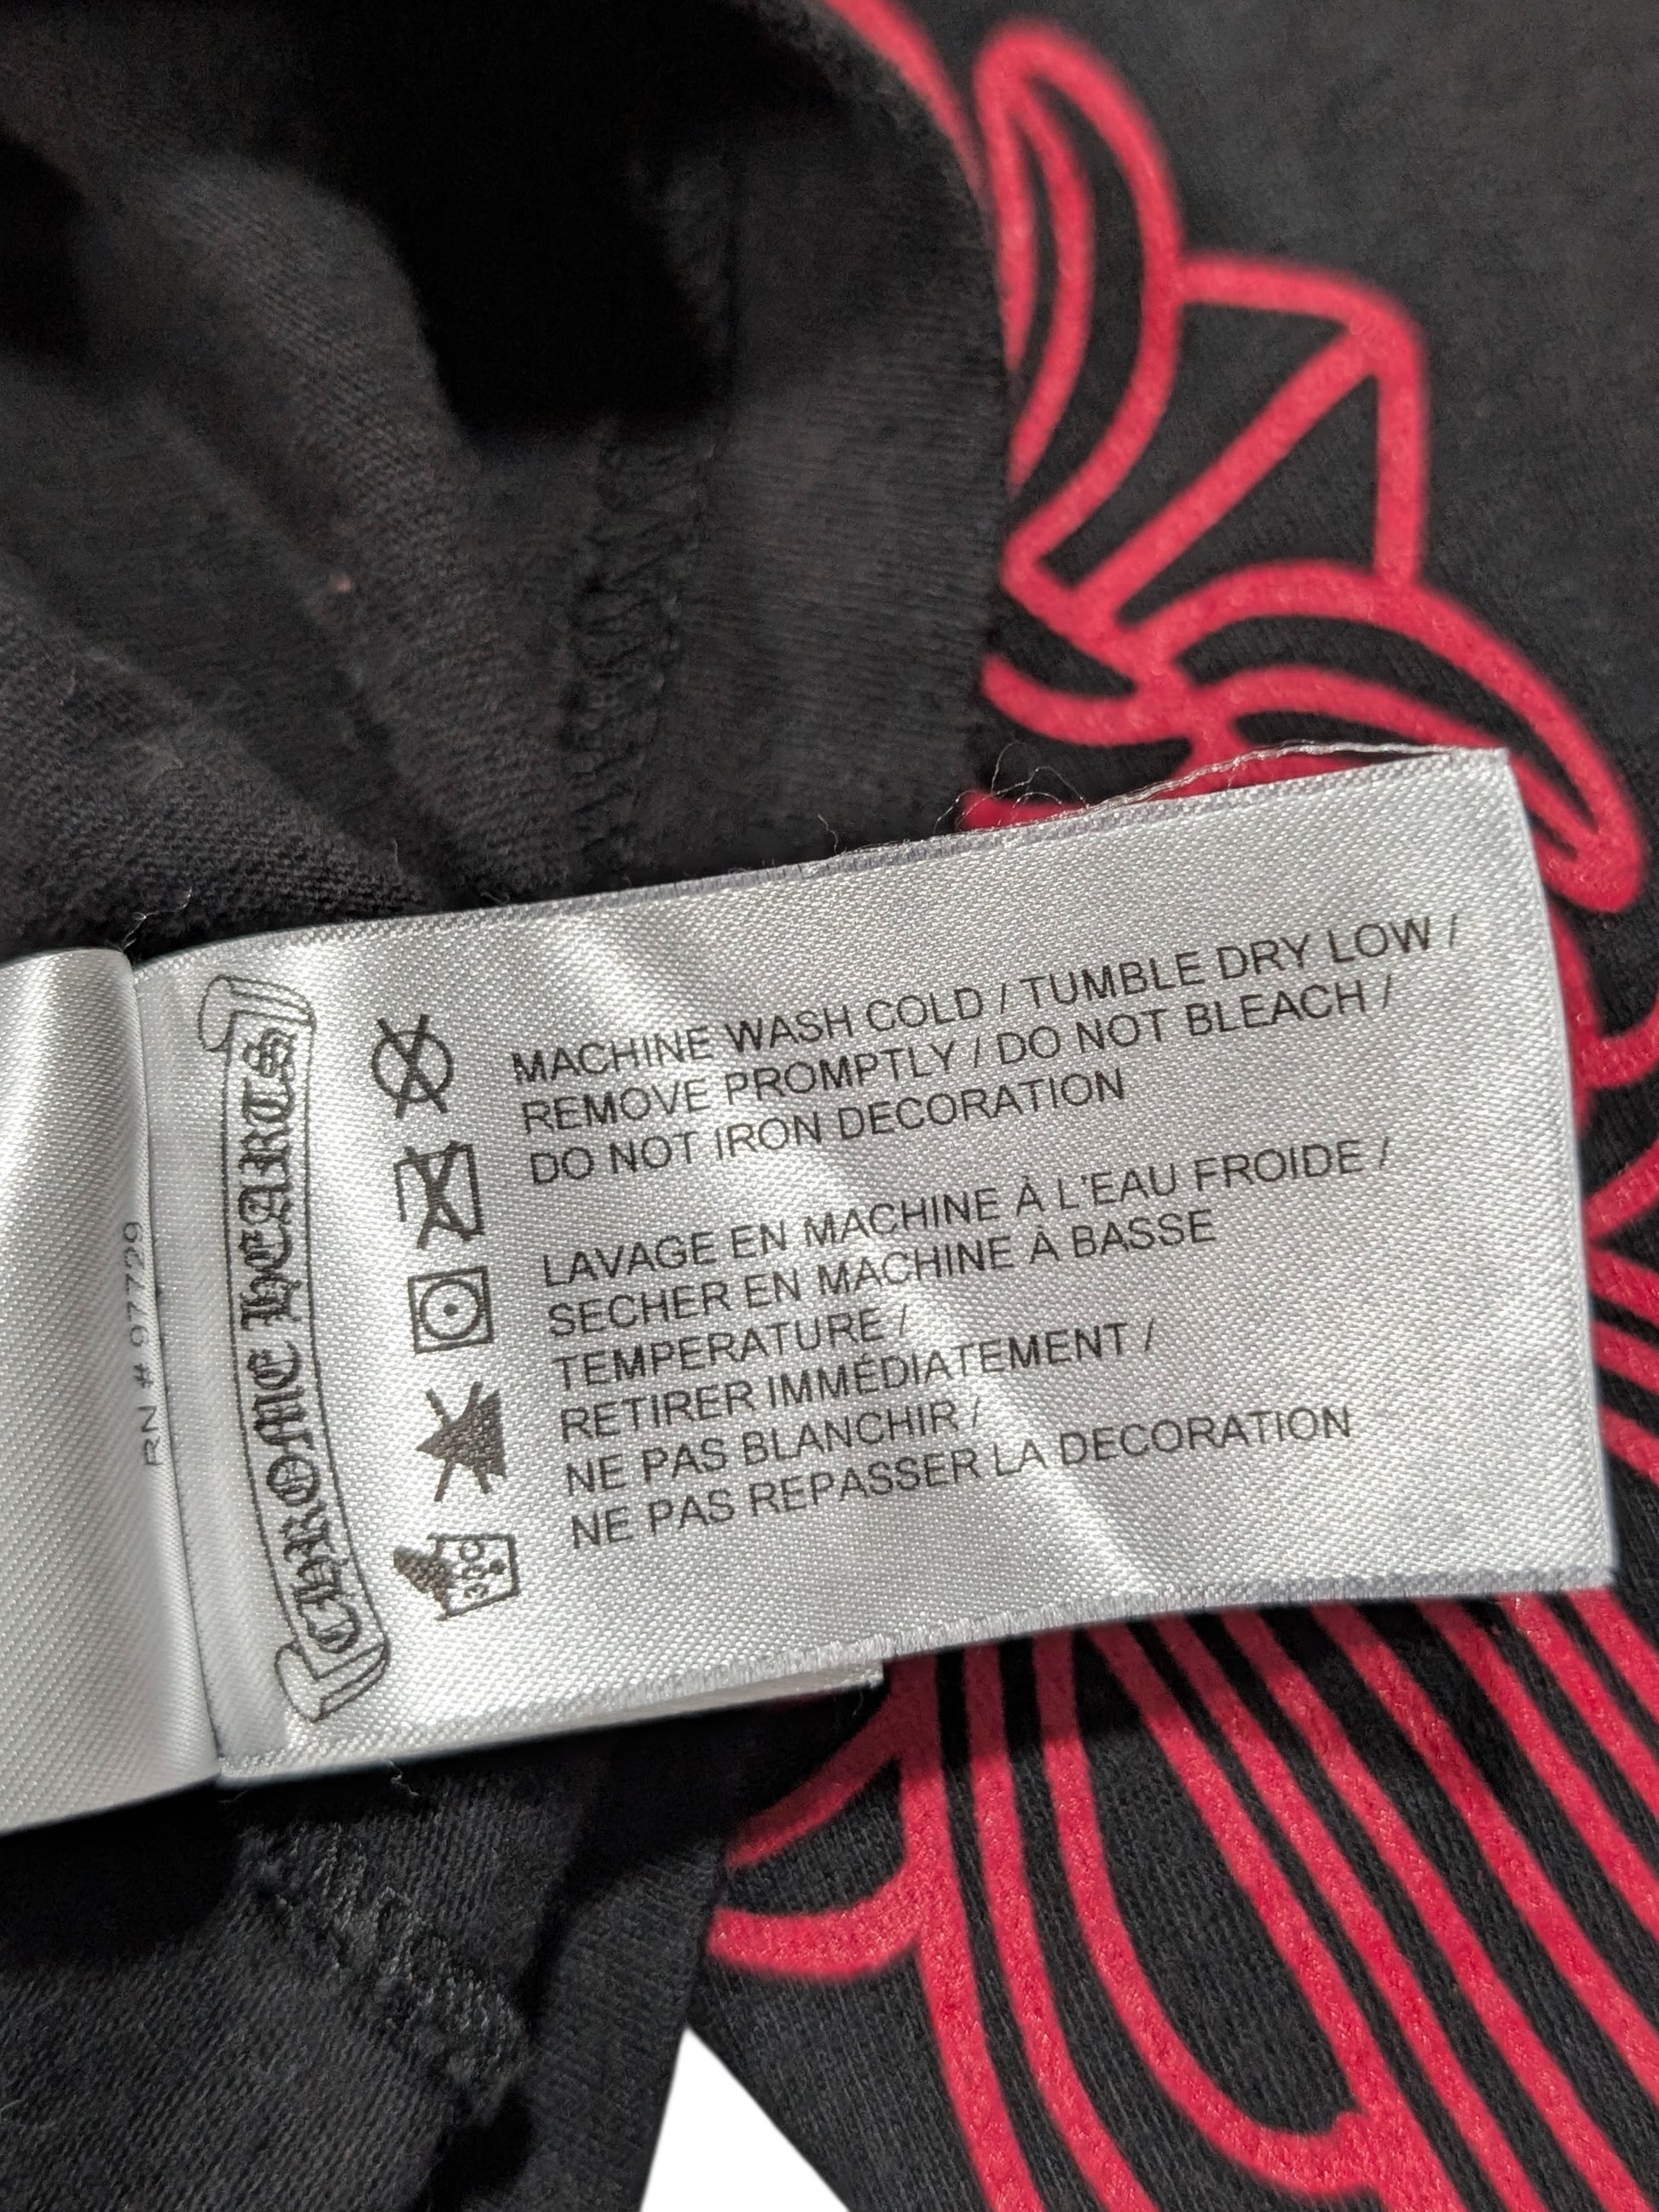 RN # 97729
CHROME HEARTS
MACHINE WASH COLD / TUMBLE DRY LOW /
REMOVE PROMPTLY / DO NOT BLEACH /
DO NOT IRON DECORATION
LAVAGE EN MACHINE À L'EAU FROIDE /
SECHER EN MACHINE À BASSE
TEMPERATURE /
RETIRER IMMÉDIATEMENT /
NE PAS BLANCHIR /
NE PAS REPASSER LA DECORATION